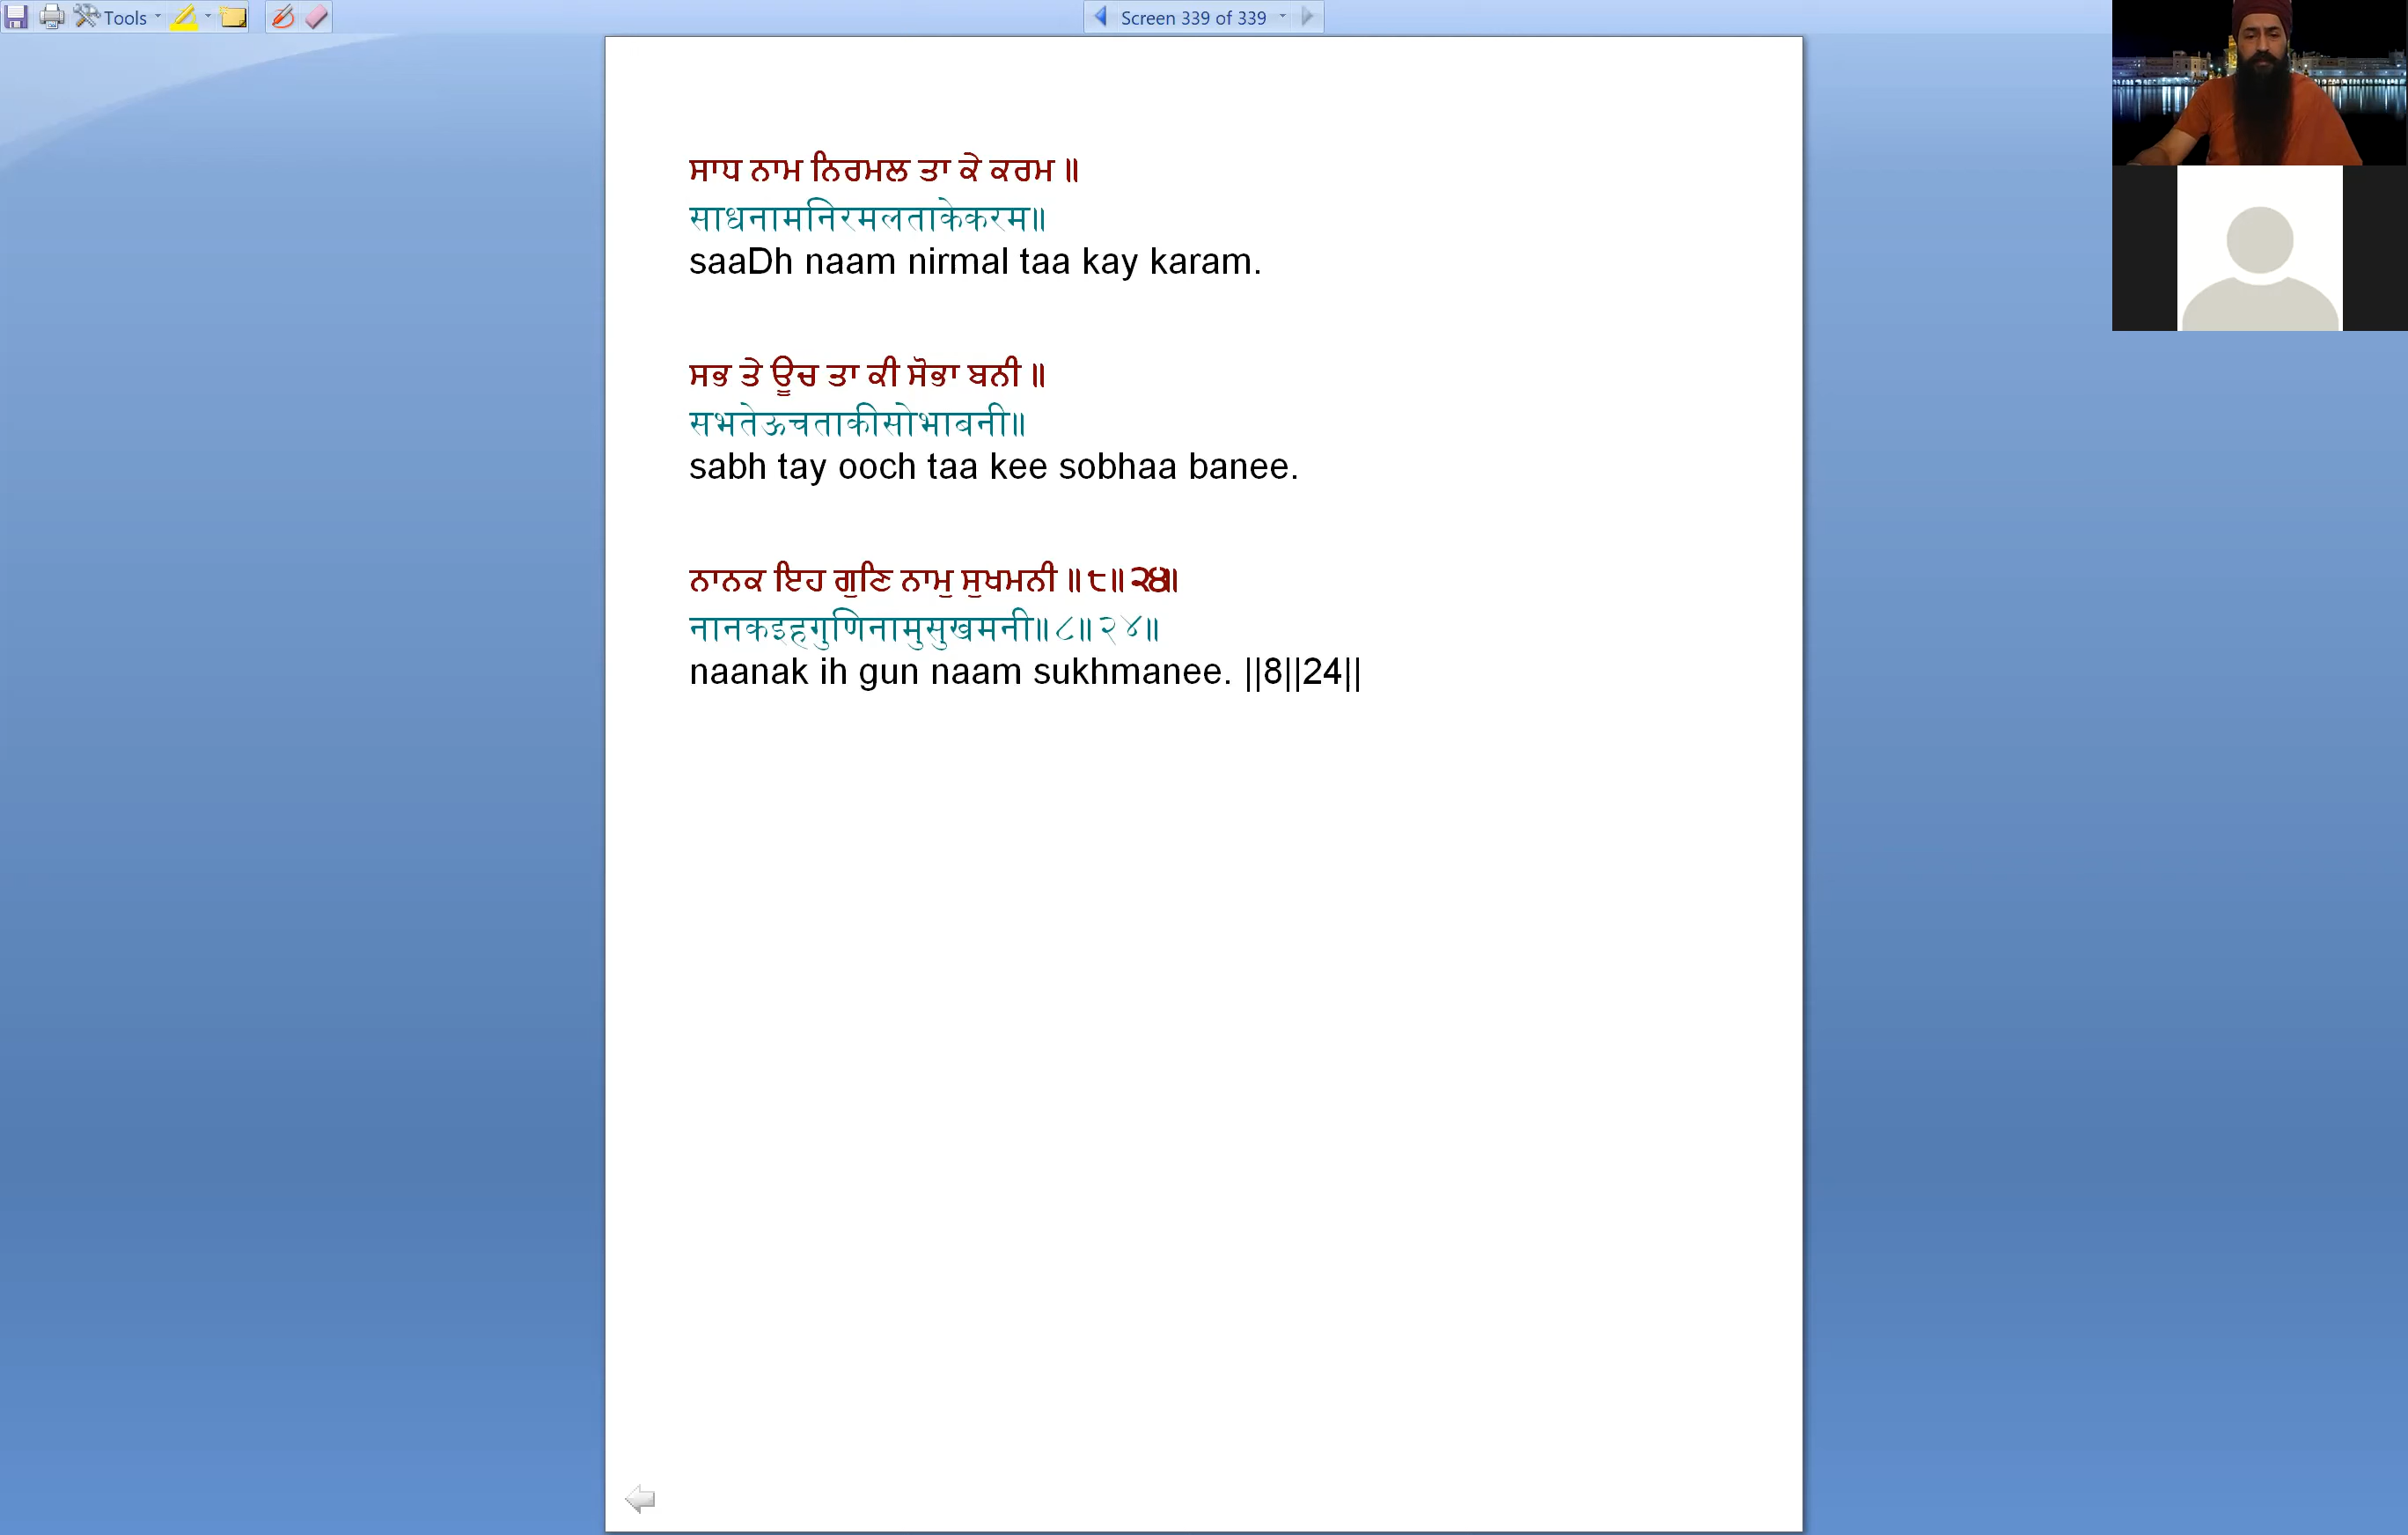 Tools
Screen 339 of 339
ਸਾਧ ਨਾਮ ਨਿਰਮਲ ਤਾ ਕੇ ਕਰਮ ॥
साधनामनिरमलताकेकरम॥
saaDh naam nirmal taa kay karam.
ਸਭ ਤੇ ਊਚ ਤਾ ਕੀ ਸੋਭਾ ਬਨੀ ॥
सभतेऊचताकीसोभाबनी॥
sabh tay ooch taa kee sobhaa banee.
ਨਾਨਕ ਇਹ ਗੁਣਿ ਨਾਮੁ ਸੁਖਮਨੀ ॥੮॥੨੪॥
नानकइहगुणिनामुसुखमनी॥८॥२४॥
naanak ih gun naam sukhmanee. ||8||24||